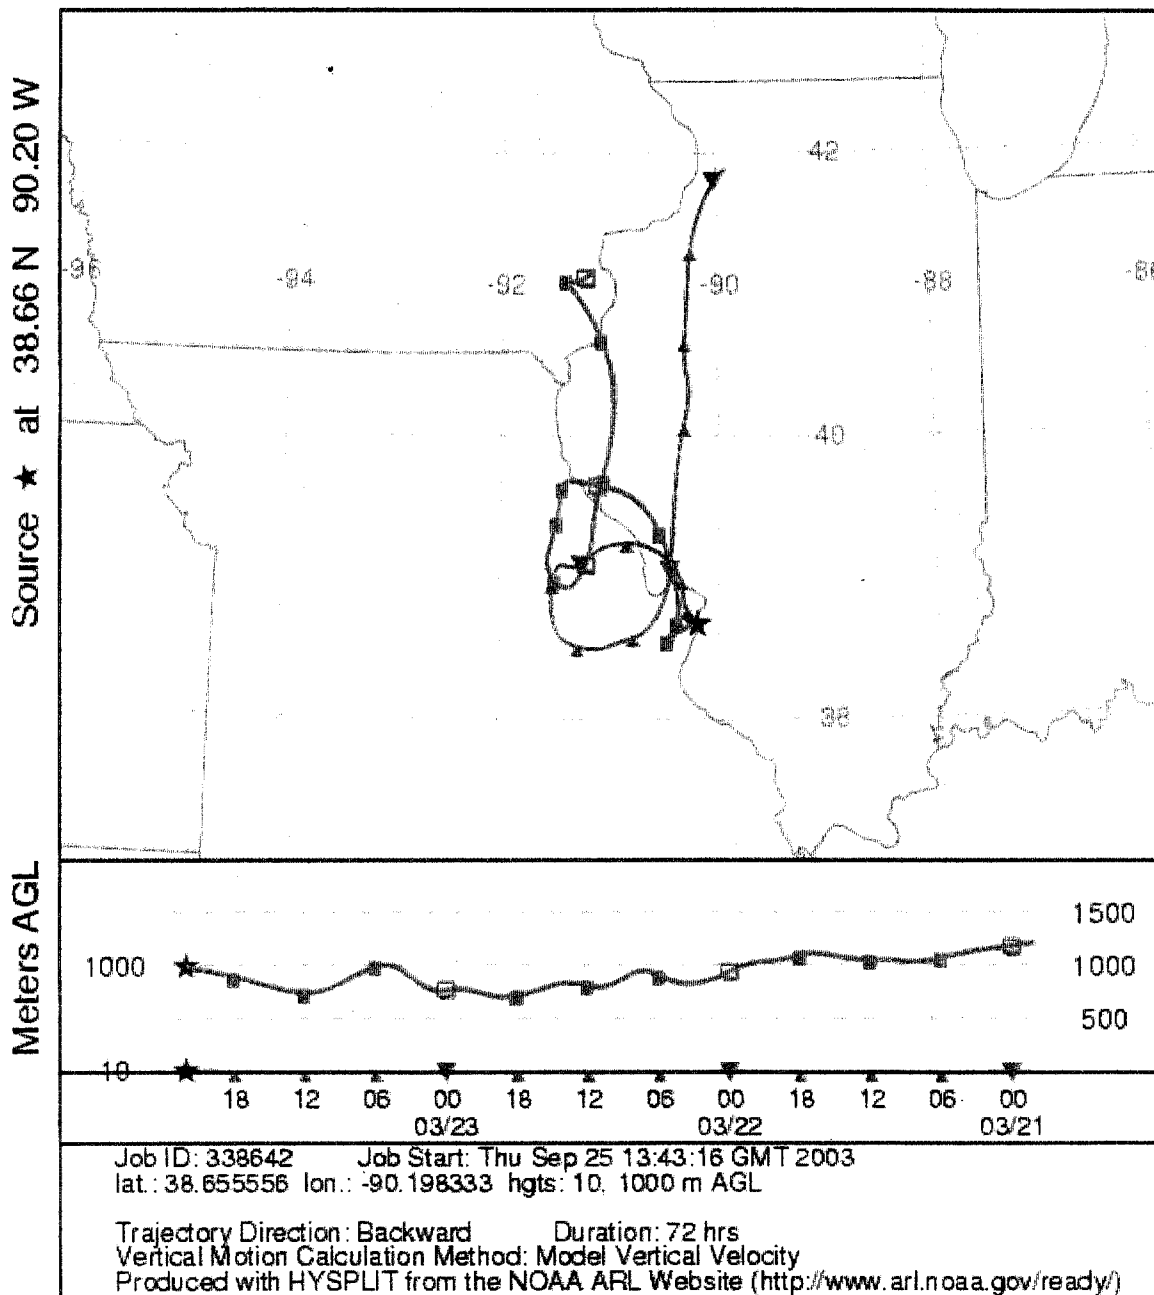 Source ★ at 38.66 N 90.20 W
42
-96 -94 -92 -90 -88 -86
40
38
Meters AGL
1500
1000 1000
500
10
18 12 06 00 18 12 06 00 18 12 06 00
03/23 03/22 03/21
Job ID: 338642 Job Start: Thu Sep 25 13:43:16 GMT 2003
lat.: 38.655556 lon.: -90.198333 hgts: 10, 1000 m AGL
Trajectory Direction: Backward Duration: 72 hrs
Vertical Motion Calculation Method: Model Vertical Velocity
Produced with HYSPLIT from the NOAA ARL Website (http://www.arl.noaa.gov/ready/)